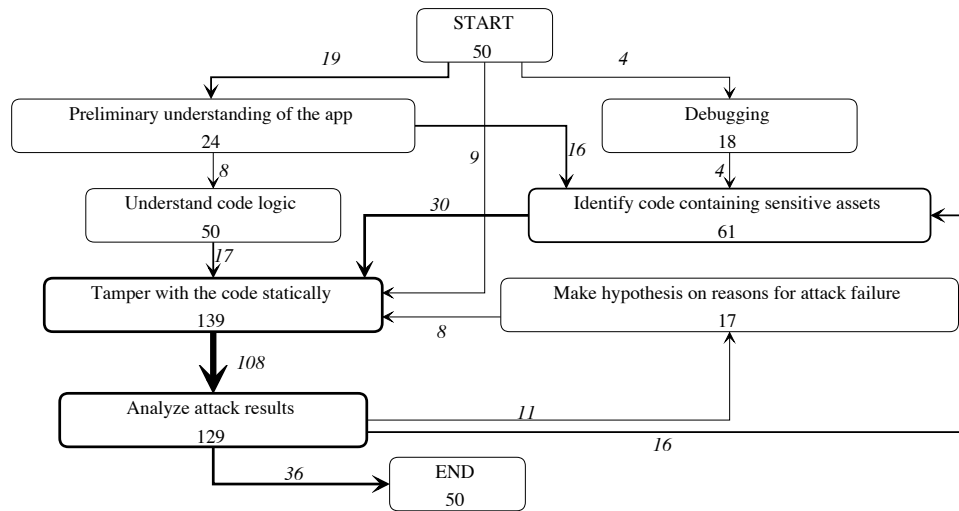 START
50
19
4
Preliminary understanding of the app
24
Debugging
18
16
9
8
4
Understand code logic
50
30
Identify code containing sensitive assets
61
17
Tamper with the code statically
139
Make hypothesis on reasons for attack failure
17
8
108
Analyze attack results
129
11
16
36
END
50